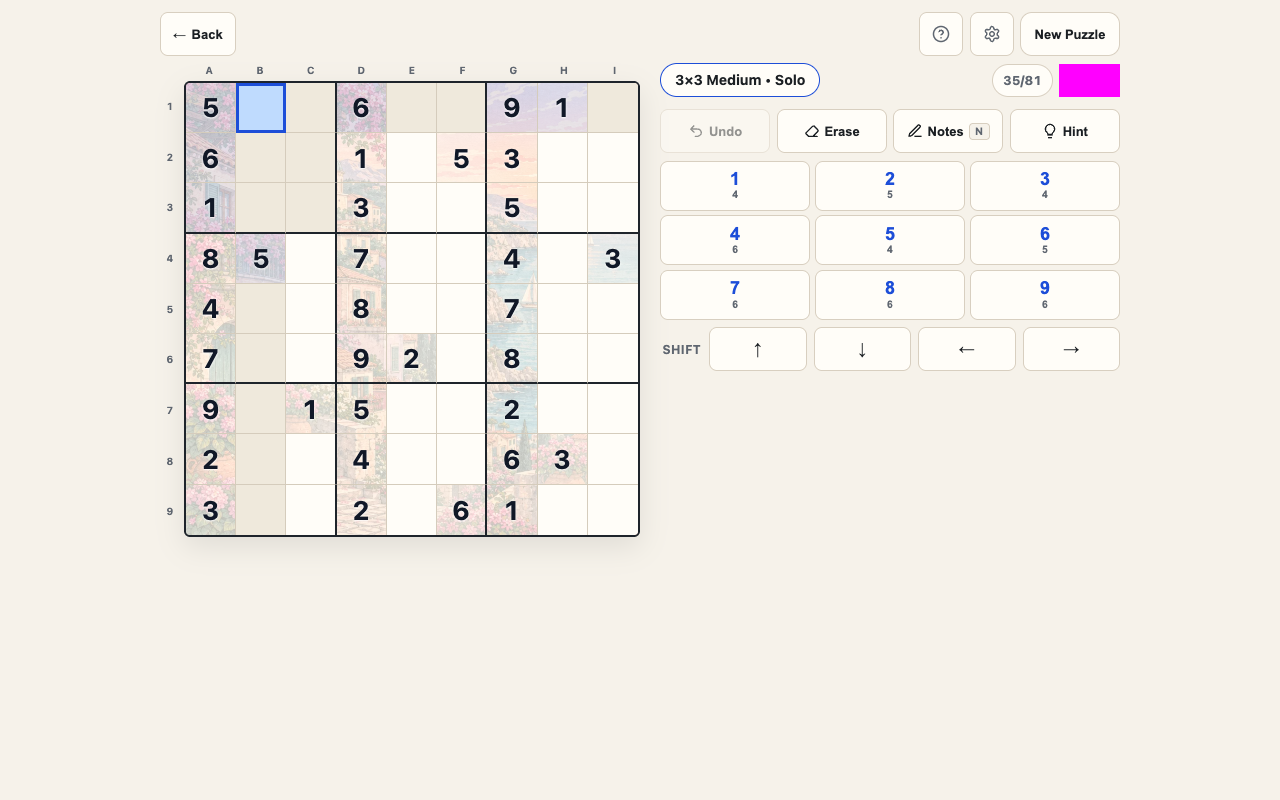 ← Back
New Puzzle
A B C D E F G H I
3×3 Medium • Solo
35/81
1 5 6 9 1
Undo
Erase
Notes N
Hint
2 6 1 5 3
3 1 3 5
4 8 5 7 4 3
5 4 8 7
6 7 9 2 8
7 9 1 5 2
8 2 4 6 3
9 3 2 6 1
1 2 3
4 5 4
4 5 6
6 4 5
7 8 9
6 6 6
SHIFT ↑ ↓ ← →